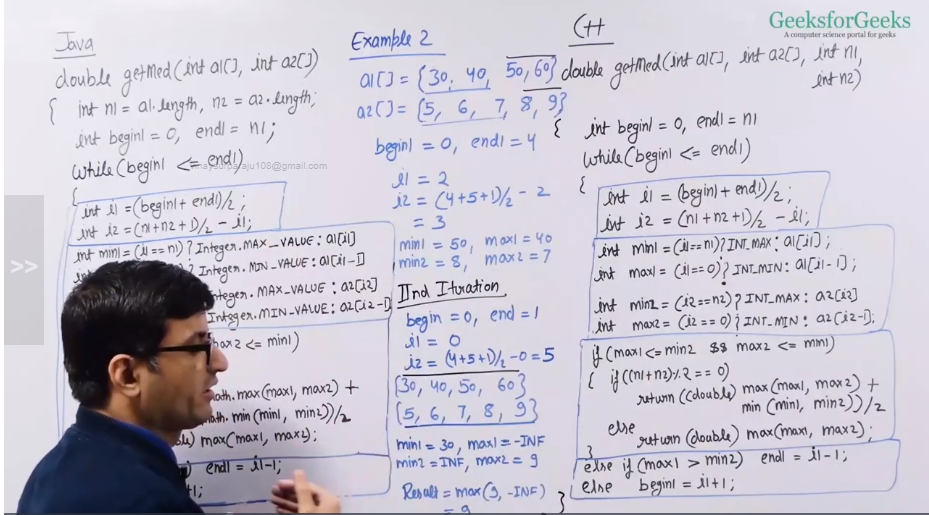 GeeksforGeeks
A computer science portal for geeks
Java
double getMed(int a1[], int a2[])
{ int n1 = a1.length, n2 = a2.length;
int begin1 = 0, end1 = n1;
while(begin1 <= end1)
{
int i1 = (begin1 + end1)/2;
int i2 = (n1+n2+1)/2 - i1;
int min1 = (i1 == n1) ? Integer.MAX_VALUE : a1[i1]
? Integer.MIN_VALUE : a1[i1-1]
Integer.MAX_VALUE : a2[i2]
Integer.MIN_VALUE : a2[i2-1];
max2 <= min1)
math.max(max1, max2) +
math.min(min1, min2))/2
max(max1, max2);
end1 = i1-1;
+1;
Example 2
a1[] = {30, 40, 50, 60}
a2[] = {5, 6, 7, 8, 9}
begin1 = 0, end1 = 4
i1 = 2
i2 = (4+5+1)/2 - 2
= 3
min1 = 50, max1 = 40
min2 = 8, max2 = 7
IInd Itration
begin = 0, end = 1
i1 = 0
i2 = (4+5+1)/2 - 0 = 5
{30, 40, 50, 60}
{5, 6, 7, 8, 9}
min1 = 30, max1 = -INF
min2 = INF, max2 = 9
Result = max(9, -INF)
= 9
C++
double getMed(int a1[], int a2[], int n1,
int n2)
{
int begin1 = 0, end1 = n1
while(begin1 <= end1)
{
int i1 = (begin1 + end1)/2;
int i2 = (n1+n2+1)/2 - i1;
int min1 = (i1 == n1) ? INT_MAX : a1[i1];
int max1 = (i1 == 0) ? INT_MIN : a1[i1-1];
int min2 = (i2 == n2) ? INT_MAX : a2[i2]
int max2 = (i2 == 0) ? INT_MIN : a2[i2-1];
if (max1 <= min2 && max2 <= min1)
{ if ((n1+n2)%2 == 0)
return ((double) max(max1, max2) +
min (min1, min2))/2
else
return (double) max(max1, max2);
}
else if (max1 > min2) end1 = i1-1;
else begin1 = i1+1;
}
>>